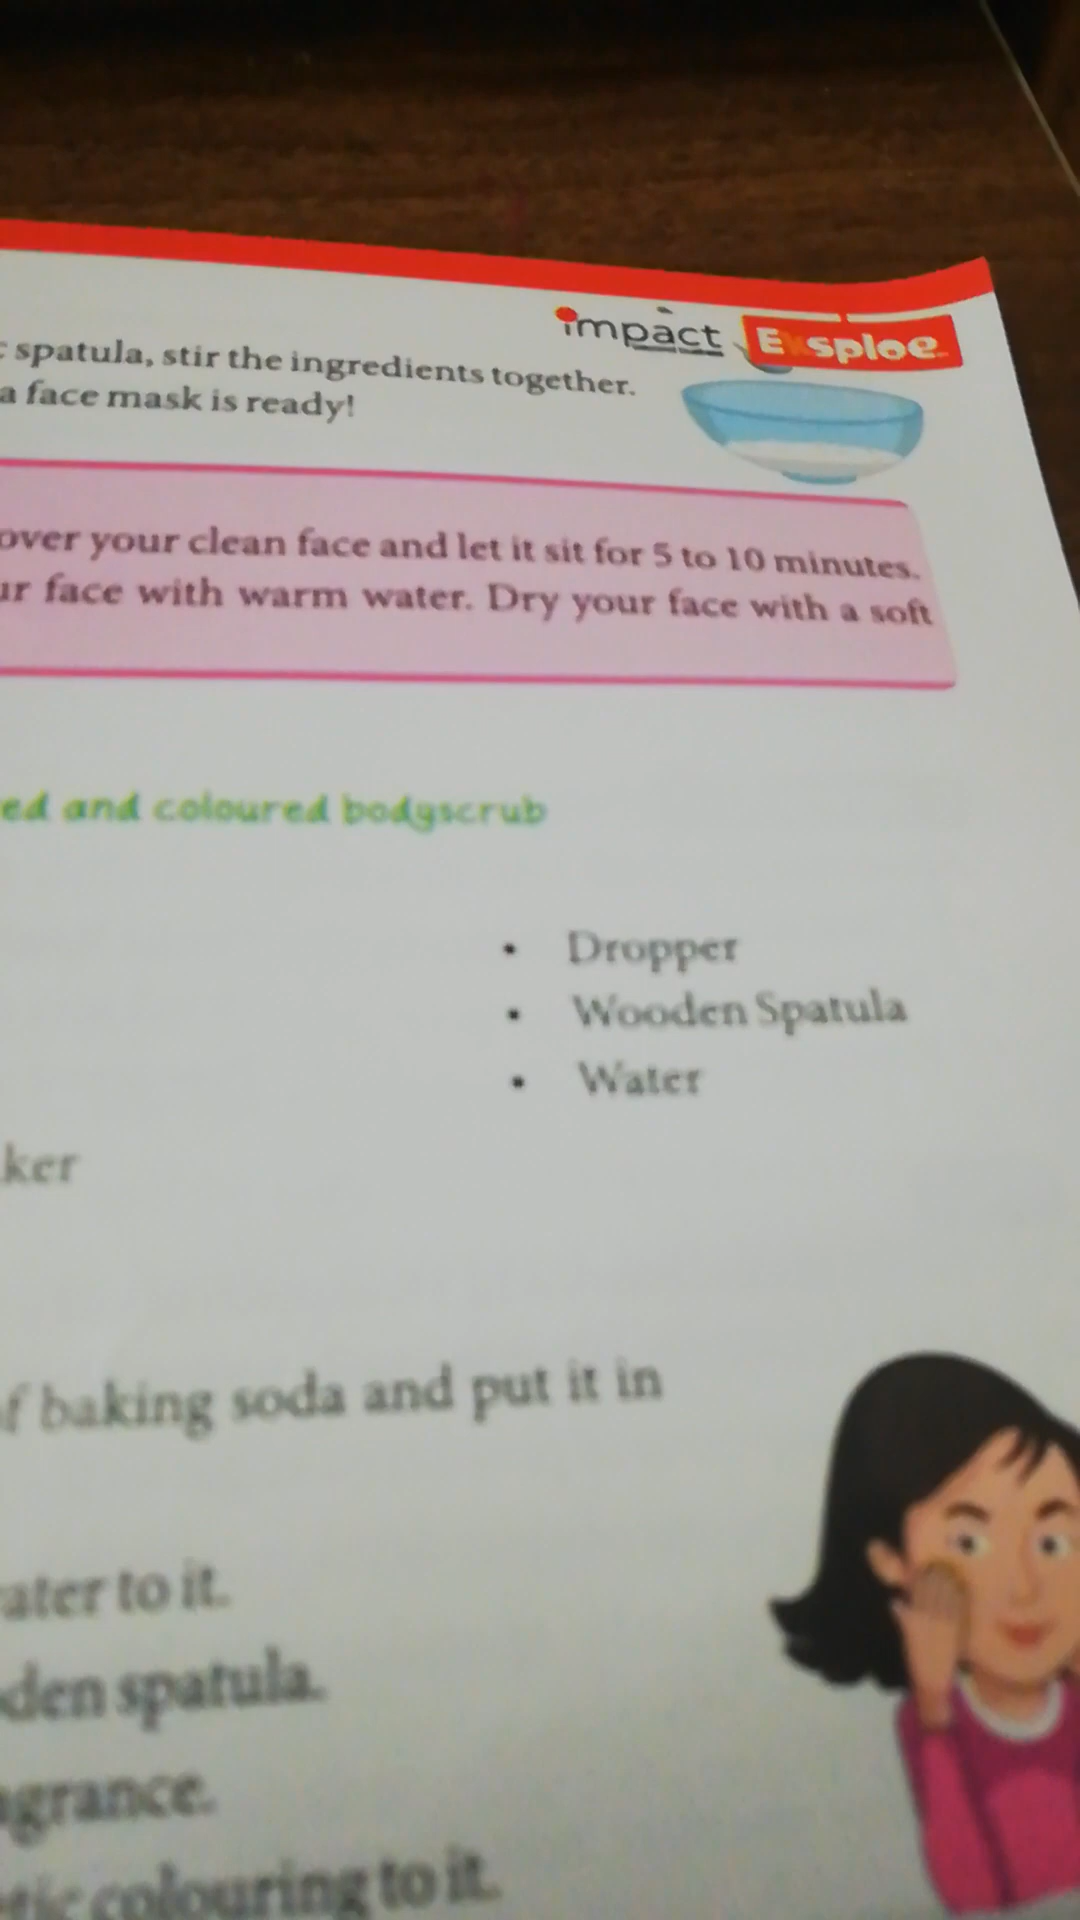 impact Eksploe
spatula, stir the ingredients together.
a face mask is ready!
over your clean face and let it sit for 5 to 10 minutes.
ur face with warm water. Dry your face with a soft
ed and coloured bodyscrub
• Dropper
• Wooden Spatula
• Water
ker
f baking soda and put it in
ater to it.
den spatula.
agrance.
etic colouring to it.